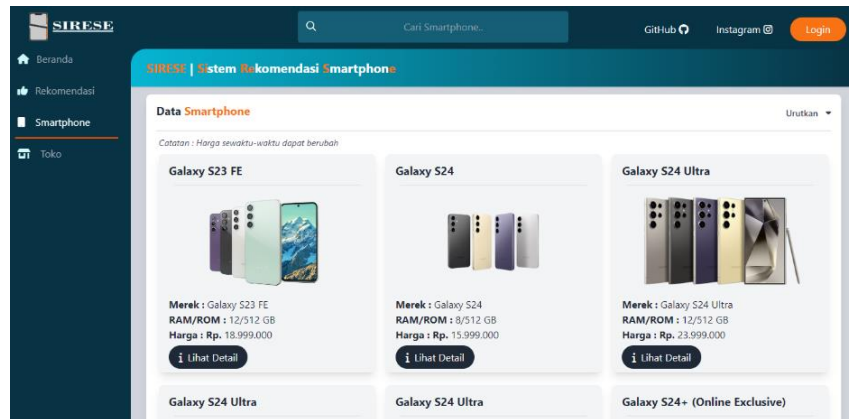 SIRESE
Cari Smartphone..
GitHub
Instagram
Login
Beranda
Rekomendasi
Smartphone
Toko
SIRESE | Sistem Rekomendasi Smartphone
Data Smartphone
Urutkan
Catatan : Harga sewaktu-waktu dapat berubah
Galaxy S23 FE
Merek : Galaxy S23 FE
RAM/ROM : 12/512 GB
Harga : Rp. 18.999.000
Lihat Detail
Galaxy S24
Merek : Galaxy S24
RAM/ROM : 8/512 GB
Harga : Rp. 15.999.000
Lihat Detail
Galaxy S24 Ultra
Merek : Galaxy S24 Ultra
RAM/ROM : 12/512 GB
Harga : Rp. 23.999.000
Lihat Detail
Galaxy S24 Ultra
Galaxy S24 Ultra
Galaxy S24+ (Online Exclusive)